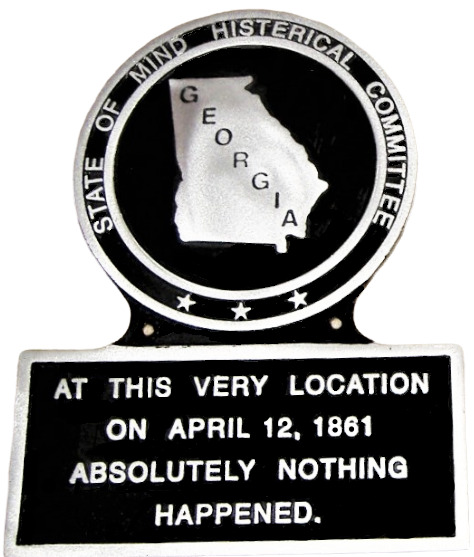 STATE OF MIND HISTERICAL COMMITTEE
GEORGIA
AT THIS VERY LOCATION
ON APRIL 12, 1861
ABSOLUTELY NOTHING
HAPPENED.